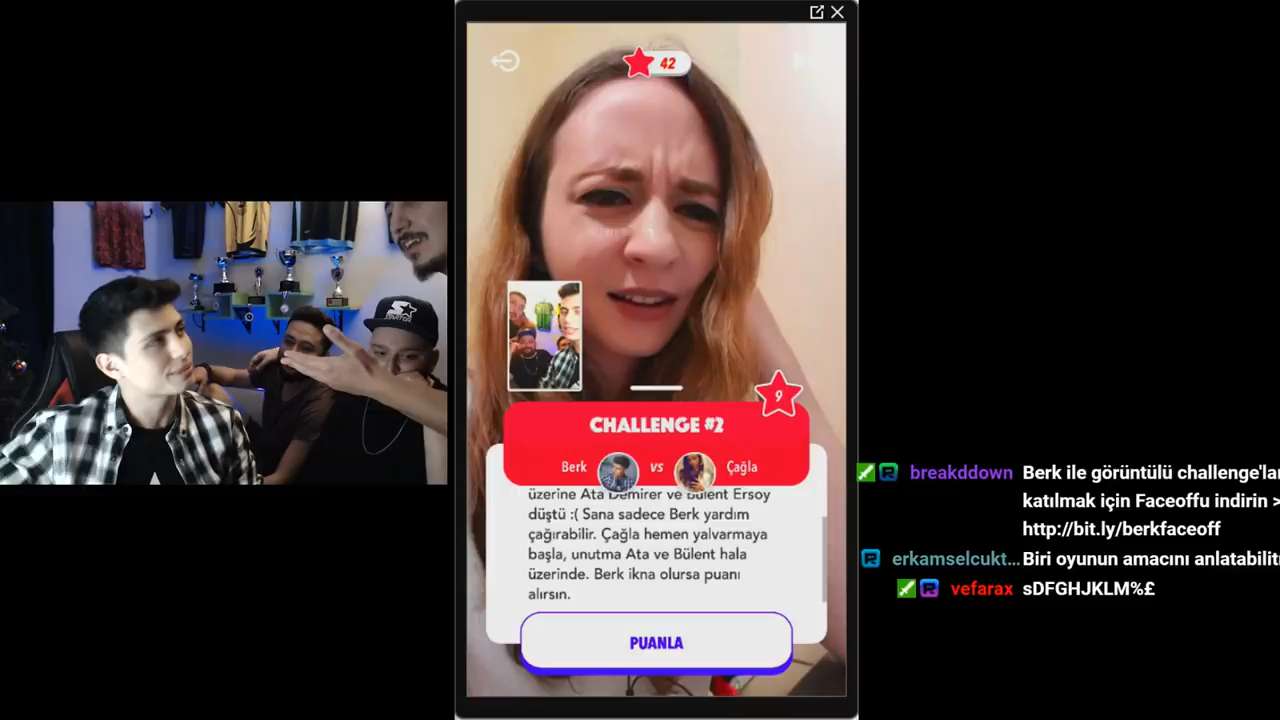 42
9
CHALLENGE #2
Berk vs Çağla
üzerine Ata Demirer ve Bülent Ersoy
düştü :( Sana sadece Berk yardım
çağırabilir. Çağla hemen yalvarmaya
başla, unutma Ata ve Bülent hala
üzerinde. Berk ikna olursa puanı
alırsın.
PUANLA
breakddown Berk ile görüntülü challenge'lar
katılmak için Faceoffu indirin >
http://bit.ly/berkfaceoff
erkamselcukt... Biri oyunun amacını anlatabilit
vefarax sDFGHJKLM%£